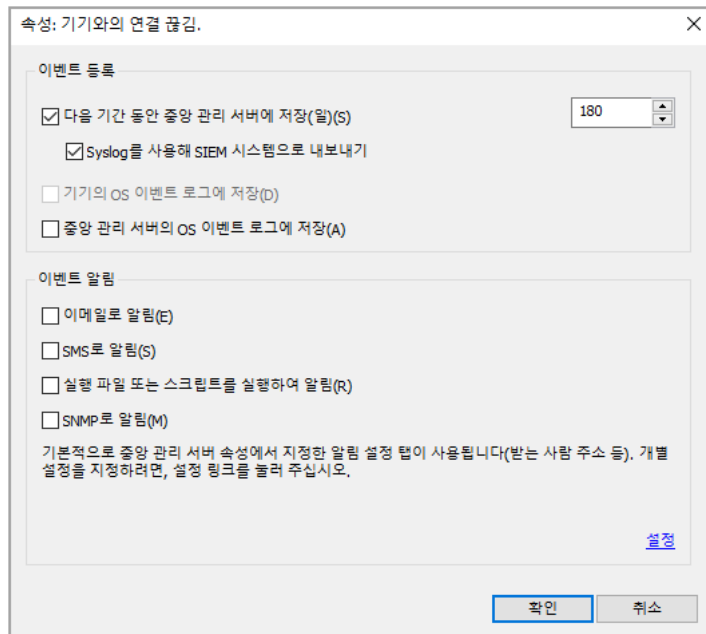 속성: 기기와의 연결 끊김.
이벤트 등록
다음 기간 동안 중앙 관리 서버에 저장(일)(S)
180
Syslog를 사용해 SIEM 시스템으로 내보내기
기기의 OS 이벤트 로그에 저장(D)
중앙 관리 서버의 OS 이벤트 로그에 저장(A)
이벤트 알림
이메일로 알림(E)
SMS로 알림(S)
실행 파일 또는 스크립트를 실행하여 알림(R)
SNMP로 알림(M)
기본적으로 중앙 관리 서버 속성에서 지정한 알림 설정 탭이 사용됩니다(받는 사람 주소 등). 개별
설정을 지정하려면, 설정 링크를 눌러 주십시오.
설정
확인
취소